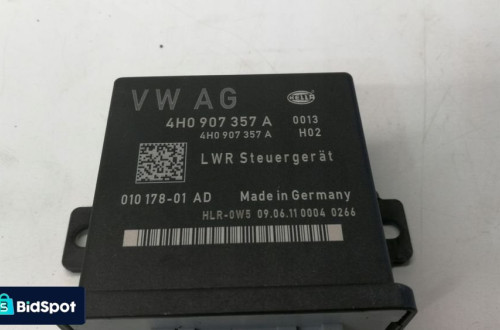 VW AG
HELLA
4H0 907 357 A 0013
4H0 907 357 A H02
LWR Steuergerät
010 178-01 AD Made in Germany
HLR-0W5 09.06.11 0004 0266
BidSpot